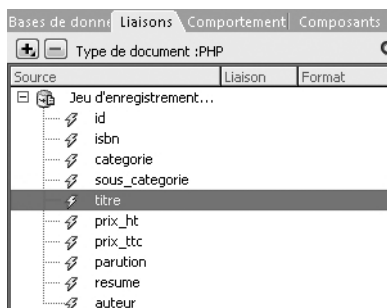 Bases de donné Liaisons Comportement Composants
Type de document :PHP
Source Liaison Format
Jeu d'enregistrement...
id
isbn
categorie
sous_categorie
titre
prix_ht
prix_ttc
parution
resume
auteur